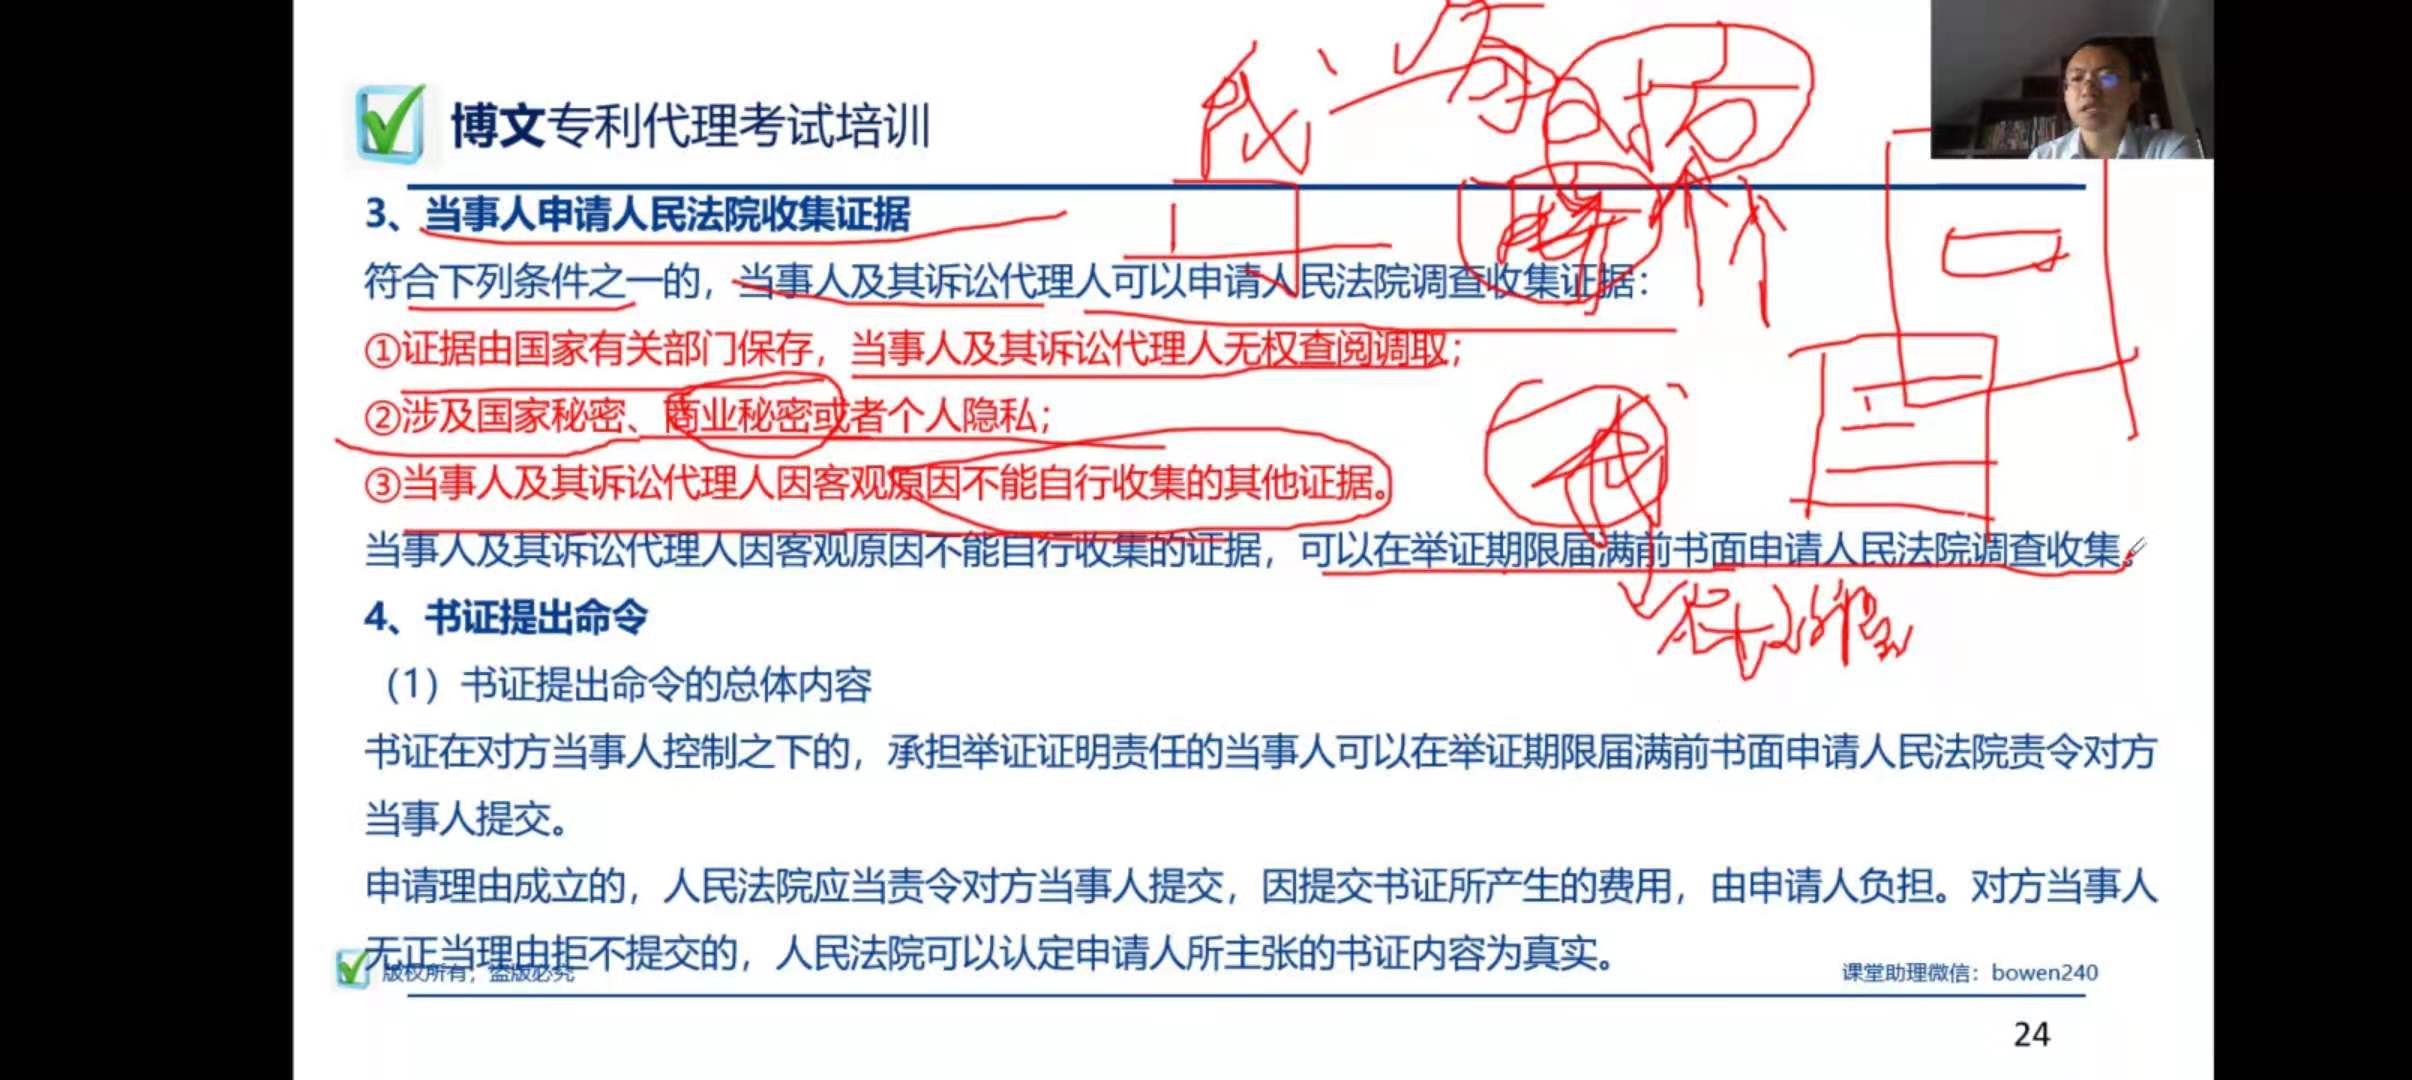 博文专利代理考试培训
3、当事人申请人民法院收集证据
符合下列条件之一的，当事人及其诉讼代理人可以申请人民法院调查收集证据：
①证据由国家有关部门保存，当事人及其诉讼代理人无权查阅调取；
②涉及国家秘密、商业秘密或者个人隐私；
③当事人及其诉讼代理人因客观原因不能自行收集的其他证据。
当事人及其诉讼代理人因客观原因不能自行收集的证据，可以在举证期限届满前书面申请人民法院调查收集。
4、书证提出命令
（1）书证提出命令的总体内容
书证在对方当事人控制之下的，承担举证证明责任的当事人可以在举证期限届满前书面申请人民法院责令对方
当事人提交。
申请理由成立的，人民法院应当责令对方当事人提交，因提交书证所产生的费用，由申请人负担。对方当事人
无正当理由拒不提交的，人民法院可以认定申请人所主张的书证内容为真实。
版权所有；盗版必究
课堂助理微信：bowen240
24